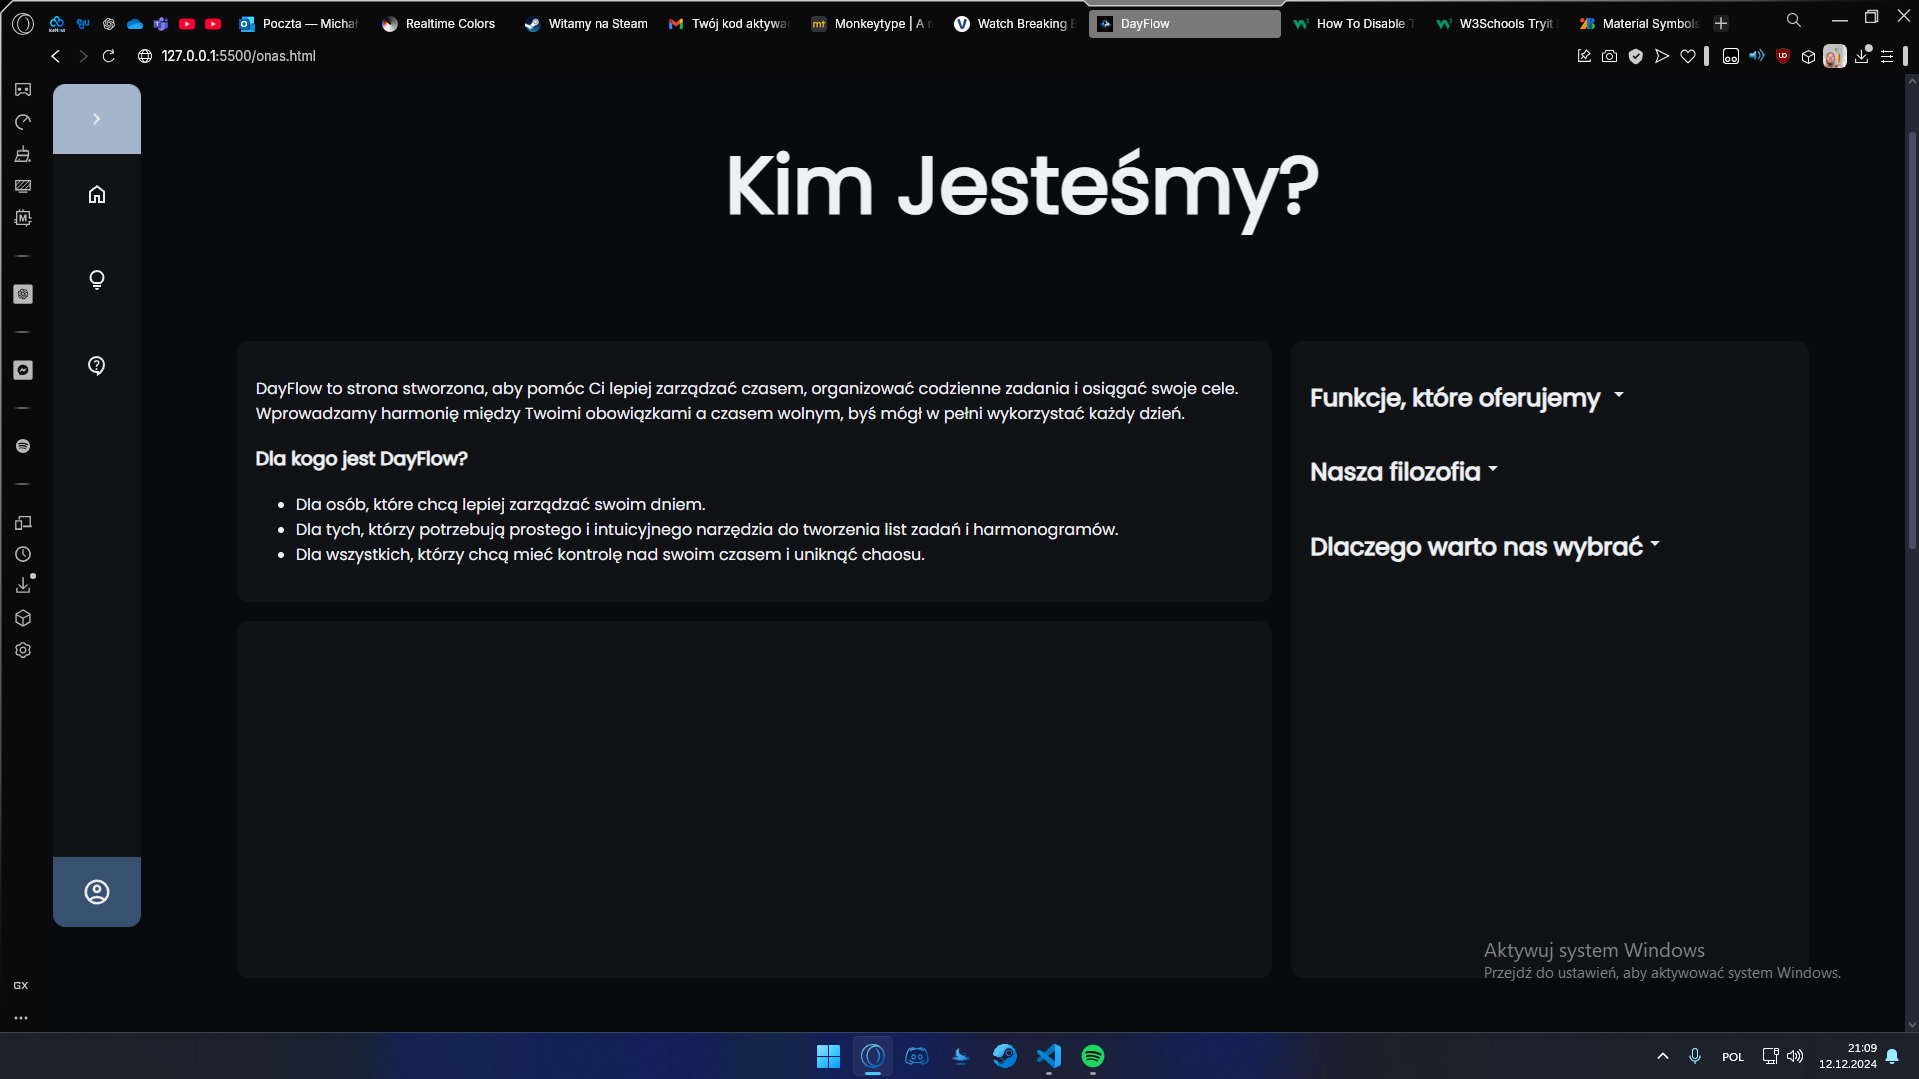 Poczta — Micha
Realtime Colors
Witamy na Steam
Twój kod aktywa
mt
Monkeytype | A
Watch Breaking
DayFlow
How To Disable
W3Schools Tryit
Material Symbols
127.0.0.1:5500/onas.html
Kim Jesteśmy?
DayFlow to strona stworzona, aby pomóc Ci lepiej zarządzać czasem, organizować codzienne zadania i osiągać swoje cele.
Wprowadzamy harmonię między Twoimi obowiązkami a czasem wolnym, byś mógł w pełni wykorzystać każdy dzień.
Dla kogo jest DayFlow?
Dla osób, które chcą lepiej zarządzać swoim dniem.
Dla tych, którzy potrzebują prostego i intuicyjnego narzędzia do tworzenia list zadań i harmonogramów.
Dla wszystkich, którzy chcą mieć kontrolę nad swoim czasem i uniknąć chaosu.
Funkcje, które oferujemy
Nasza filozofia
Dlaczego warto nas wybrać
Aktywuj system Windows
Przejdź do ustawień, aby aktywować system Windows.
GX
POL
21:09
12.12.2024